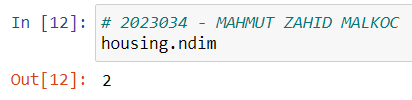 In [12]: # 2023034 - MAHMUT ZAHID MALKOC
housing.ndim
Out[12]: 2